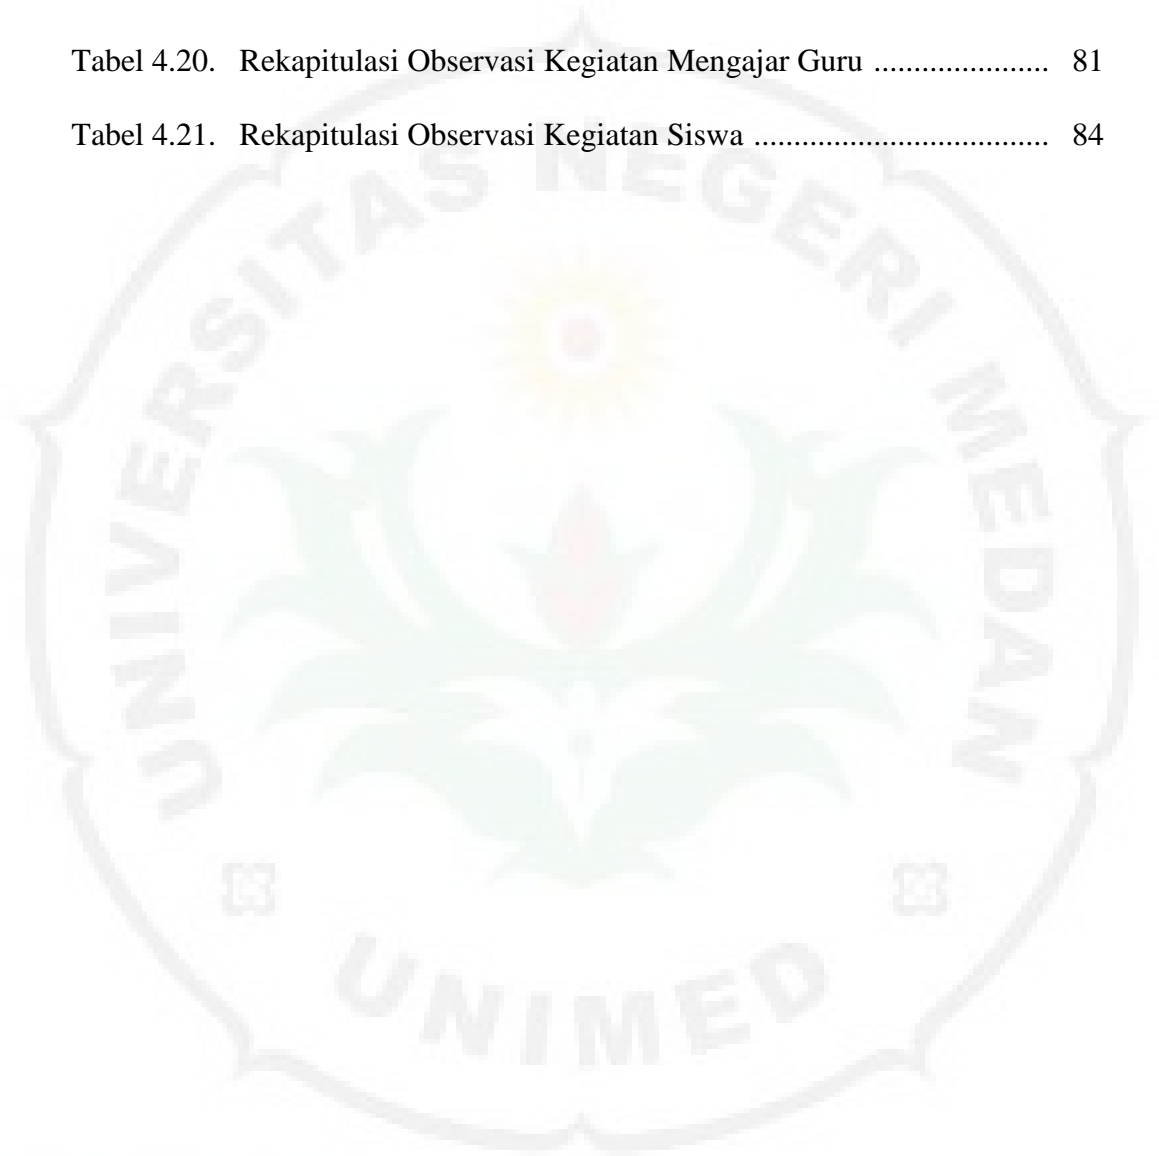 Tabel 4.20. Rekapitulasi Observasi Kegiatan Mengajar Guru ...................... 81
Tabel 4.21. Rekapitulasi Observasi Kegiatan Siswa ..................................... 84
UNIVERSITAS NEGERI MEDAN
UNIMED